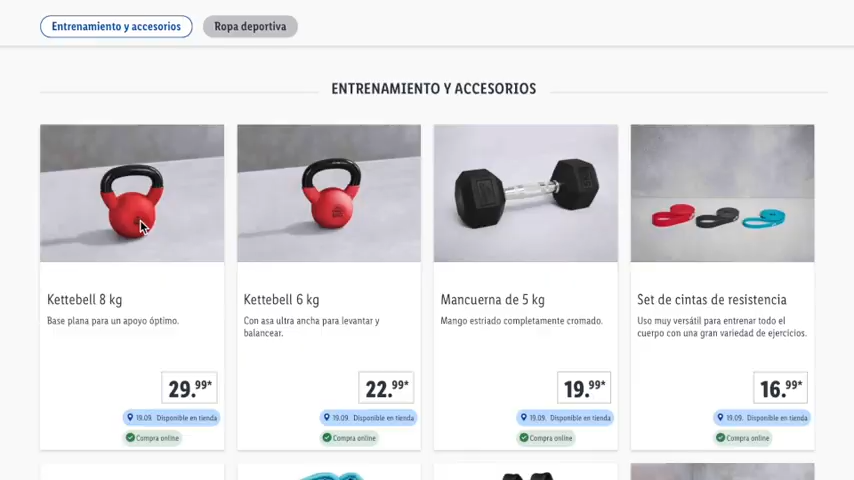 Entrenamiento y accesorios
Ropa deportiva
ENTRENAMIENTO Y ACCESORIOS
Kettebell 8 kg
Base plana para un apoyo óptimo.
29.99*
19.09. Disponible en tienda
Compra online
Kettebell 6 kg
Con asa ultra ancha para levantar y
balancear.
22.99*
19.09. Disponible en tienda
Compra online
Mancuerna de 5 kg
Mango estriado completamente cromado.
19.99*
19.09. Disponible en tienda
Compra online
Set de cintas de resistencia
Uso muy versátil para entrenar todo el
cuerpo con una gran variedad de ejercicios.
16.99*
19.09. Disponible en tienda
Compra online